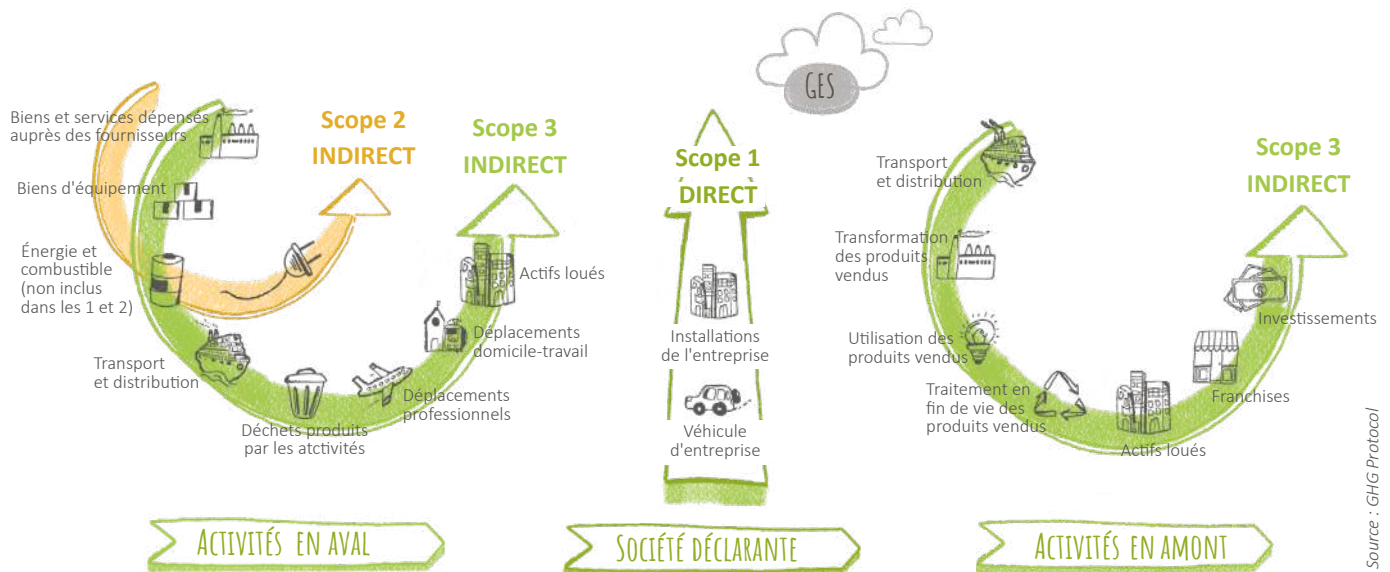 GES
Biens et services dépensés
auprès des fournisseurs
Biens d'équipement
Énergie et
combustible
(non inclus
dans les 1 et 2)
Transport
et distribution
Déchets produits
par les atctivités
Déplacements
professionnels
Déplacements
domicile-travail
Actifs loués
Scope 2
INDIRECT
Scope 3
INDIRECT
Scope 1
DIRECT
Installations
de l'entreprise
Véhicule
d'entreprise
Transport
et distribution
Transformation
des produits
vendus
Utilisation des
produits vendus
Traitement en
fin de vie des
produits vendus
Actifs loués
Franchises
Investissements
Scope 3
INDIRECT
ACTIVITÉS EN AVAL
SOCIÉTÉ DÉCLARANTE
ACTIVITÉS EN AMONT
Source : GHG Protocol